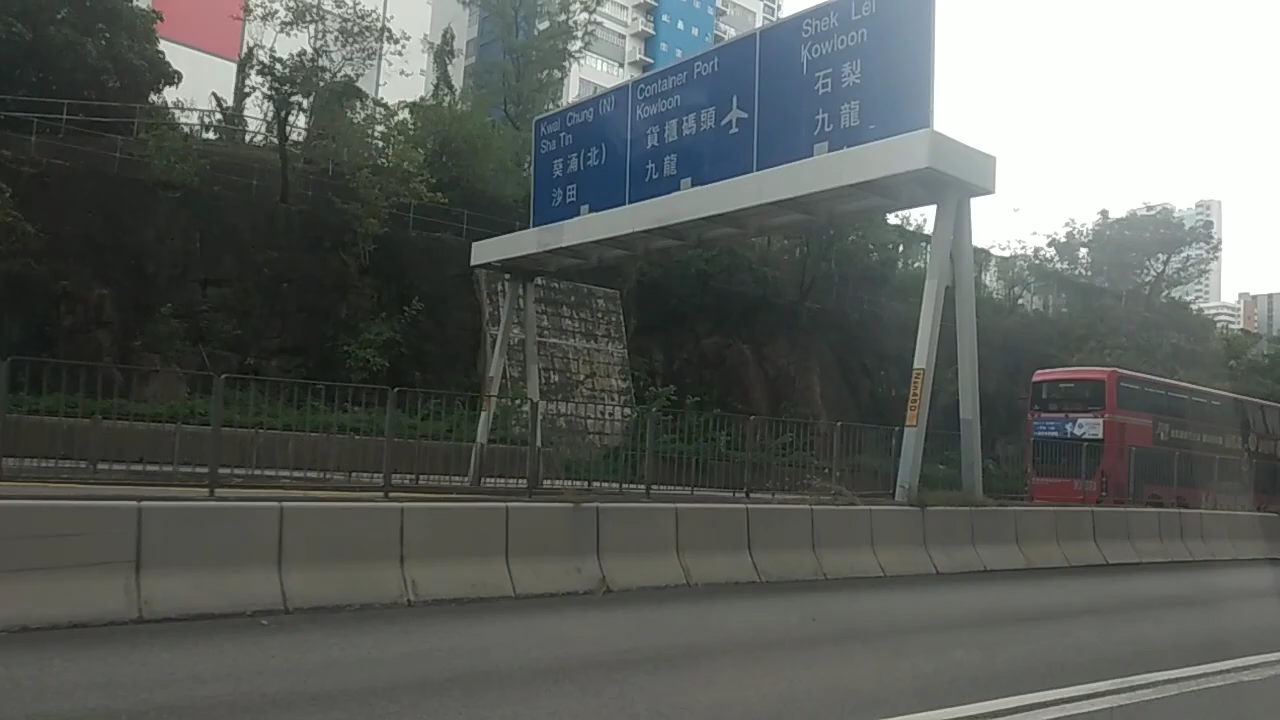 Kwai Chung (N)
Sha Tin
葵涌(北)
沙田
Container Port
Kowloon
貨櫃碼頭
九龍
Shek Lei
Kowloon
石梨
九龍